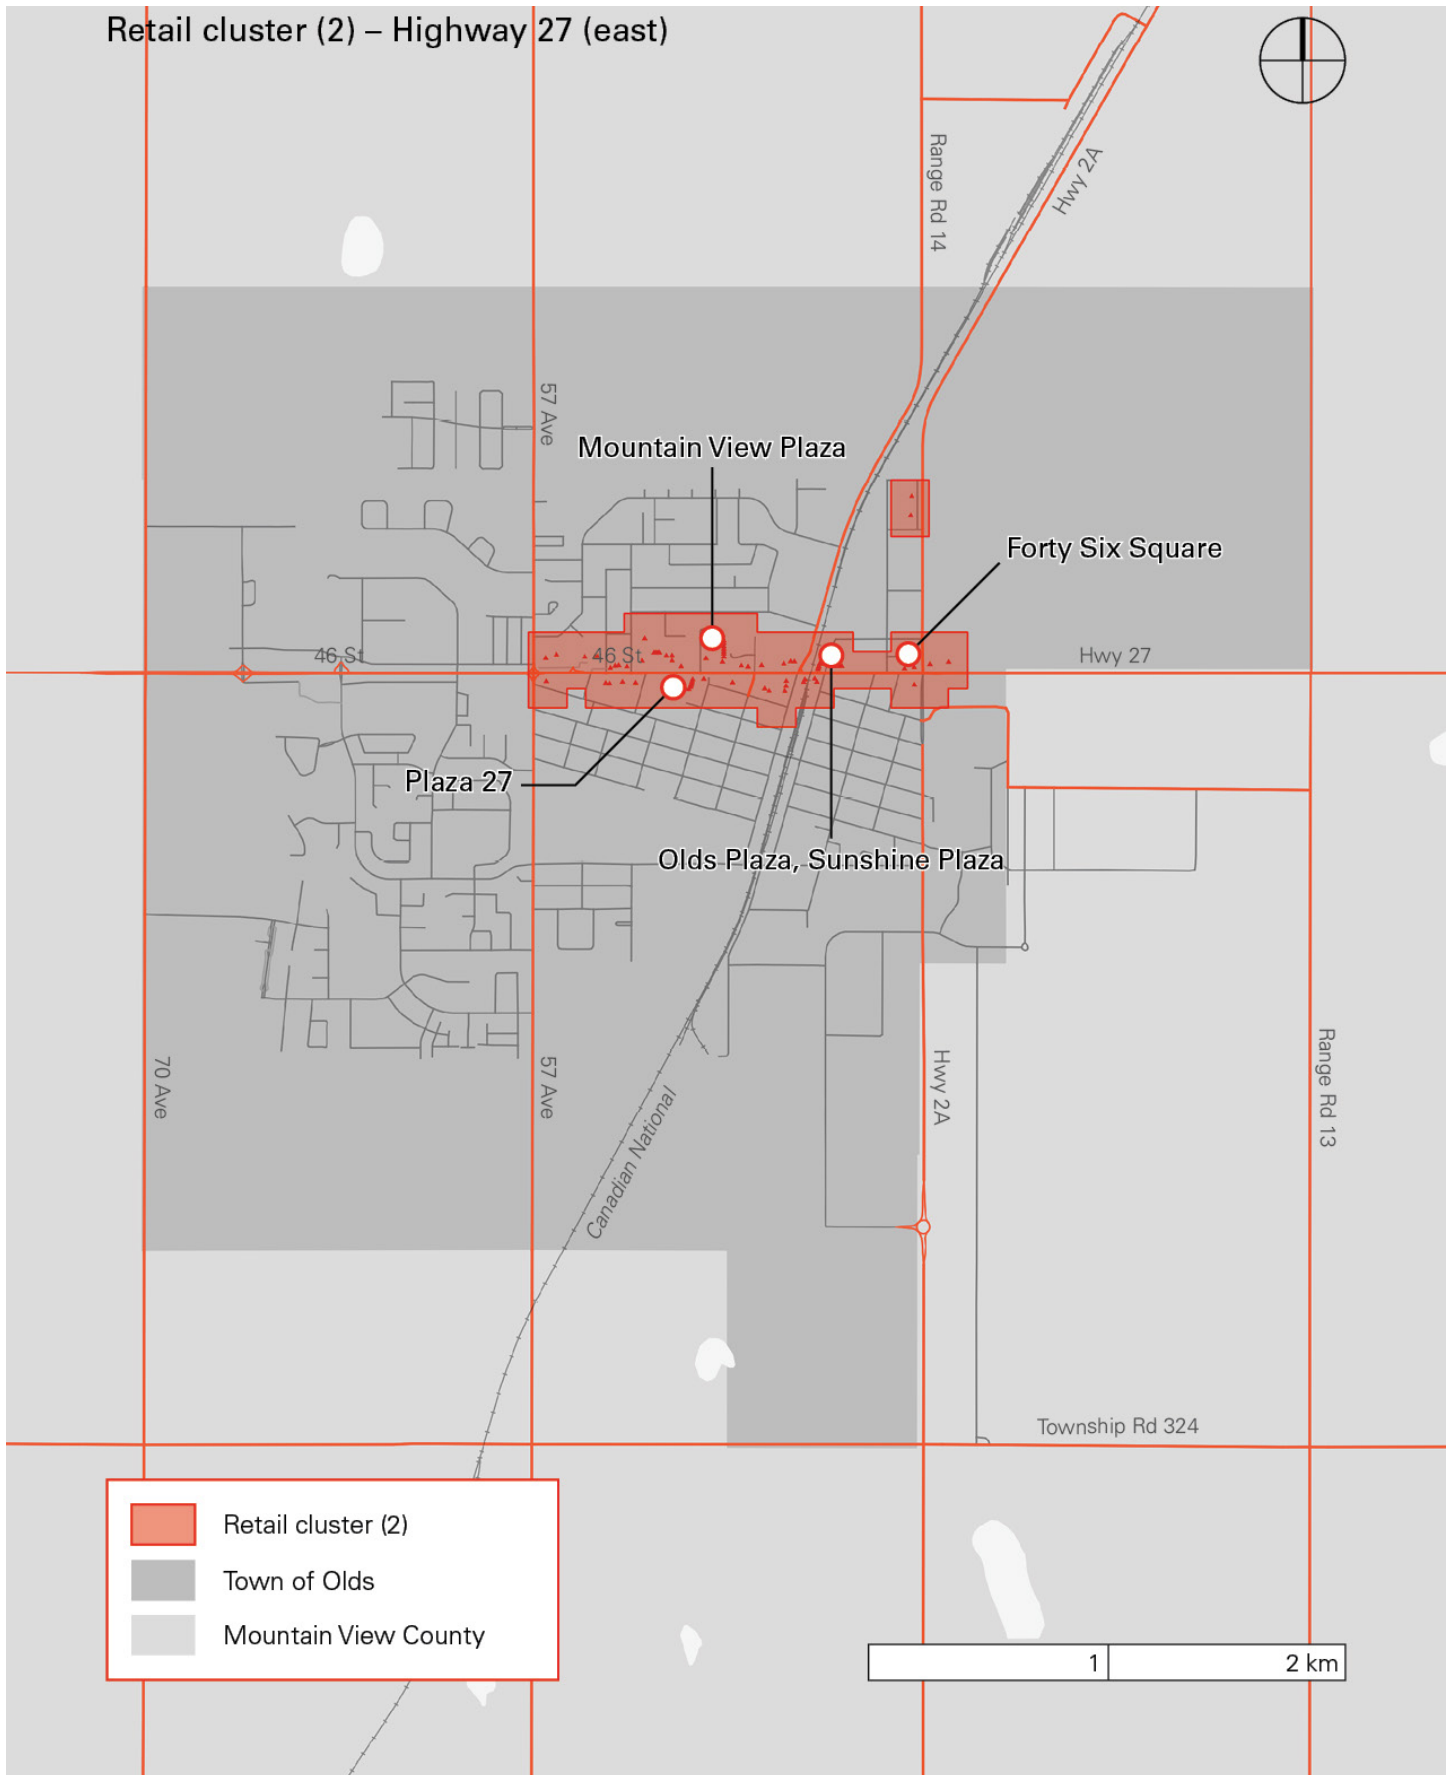 Retail cluster (2) – Highway 27 (east)
Range Rd 14
Hwy 2A
57 Ave
Mountain View Plaza
Forty Six Square
46 St
46 St
Hwy 27
Plaza 27
Olds Plaza, Sunshine Plaza
70 Ave
57 Ave
Canadian National
Hwy 2A
Range Rd 13
Township Rd 324
Retail cluster (2)
Town of Olds
Mountain View County
1
2 km